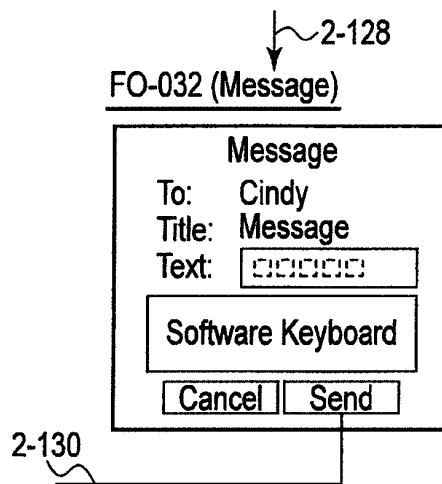 2-128
FO-032 (Message)
Message
To: Cindy
Title: Message
Text:
Software Keyboard
Cancel Send
2-130